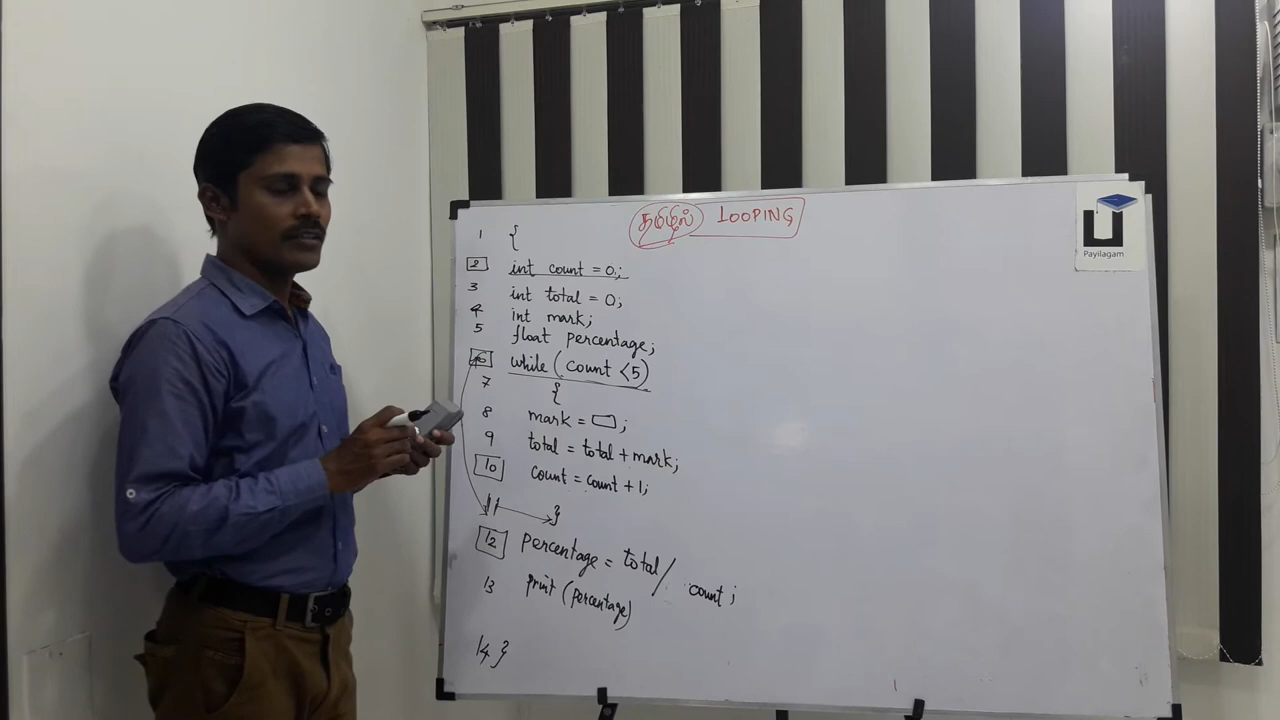 தமிழில் LOOPING
Payilagam
1 {
2 int count = 0;
3 int total = 0;
4 int mark;
5 float percentage;
6 while (count <5)
7 {
8 mark = ;
9 total = total + mark;
10 count = count + 1;
11 }
12 Percentage = total / count ;
13 print (percentage)
14 }